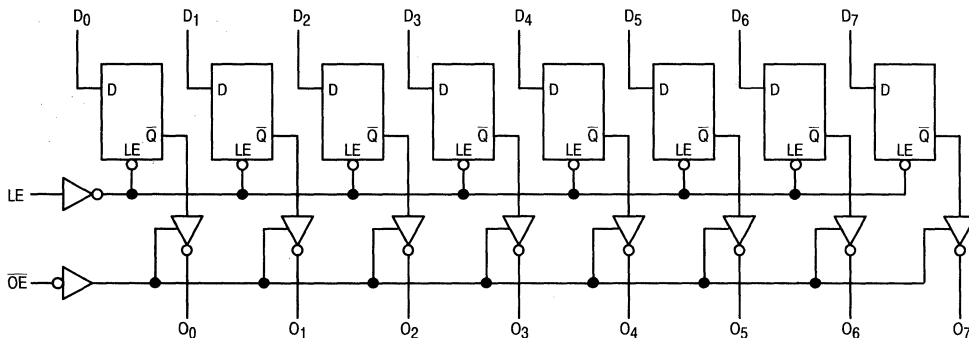 D₀ D₁ D₂ D₃ D₄ D₅ D₆ D₇
D D D D D D D D
Q̅ Q̅ Q̅ Q̅ Q̅ Q̅ Q̅ Q̅
LE LE LE LE LE LE LE LE
LE
O̅E̅
O₀ O₁ O₂ O₃ O₄ O₅ O₆ O₇